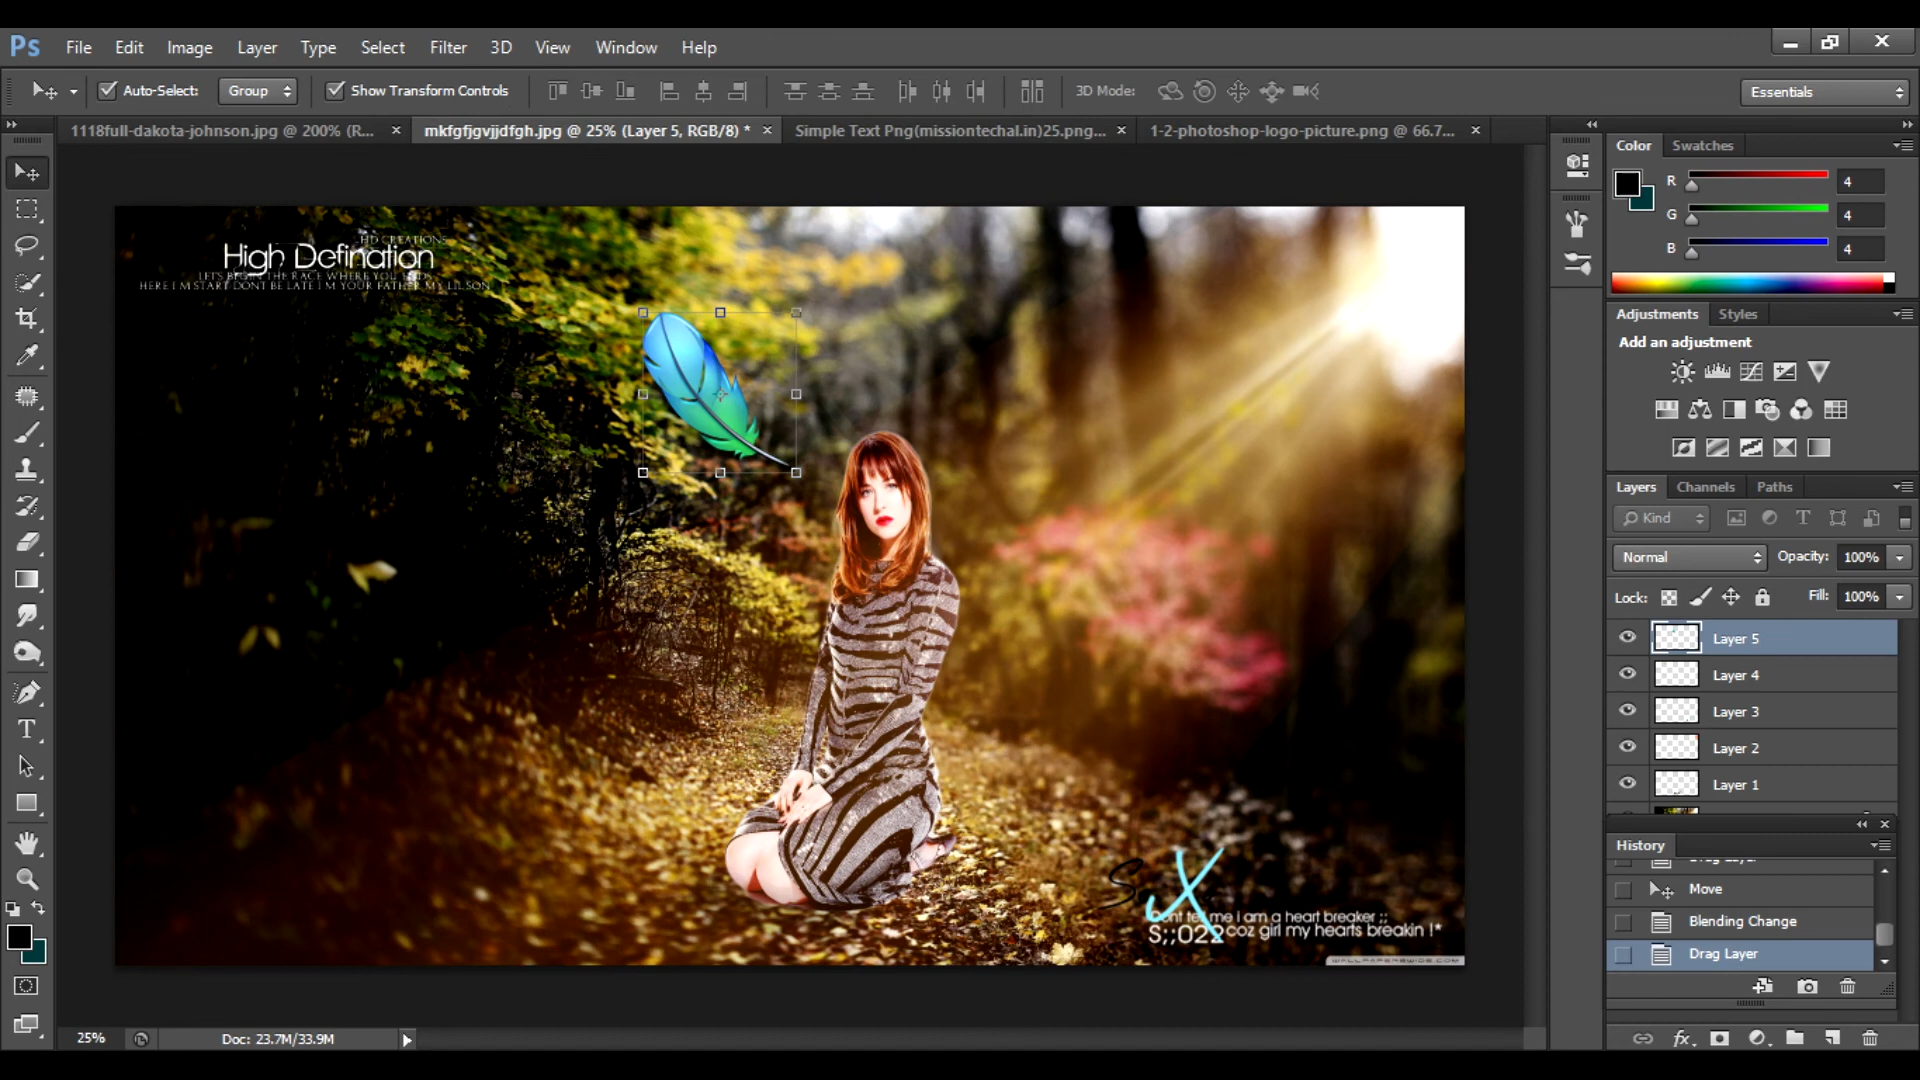 Ps File Edit Image Layer Type Select Filter 3D View Window Help
Auto-Select: Group Show Transform Controls 3D Mode: Essentials
1118full-dakota-johnson.jpg @ 200% (R... × mkfgfjgvjjdfgh.jpg @ 25% (Layer 5, RGB/8) * × Simple Text Png(missiontechal.in)25.png... × 1-2-photoshop-logo-picture.png @ 66.7... ×
Color Swatches
R 4
G 4
B 4
HD CREATIONS
High Defination
LET'S BEGIN THE RACE WHERE YOU ENDS
HERE I M START DONT BE LATE I M YOUR FATHER MY LIL SON
Adjustments Styles
Add an adjustment
Layers Channels Paths
Kind
Normal Opacity: 100%
Lock: Fill: 100%
Layer 5
Layer 4
Layer 3
Layer 2
Layer 1
History
Drag Layer
Move
Blending Change
Drag Layer
S X
Dont tell me i am a heart breaker ;;
S;;022 coz girl my hearts breakin !*
WALLPAPERSWIDE.COM
25% Doc: 23.7M/33.9M
fx